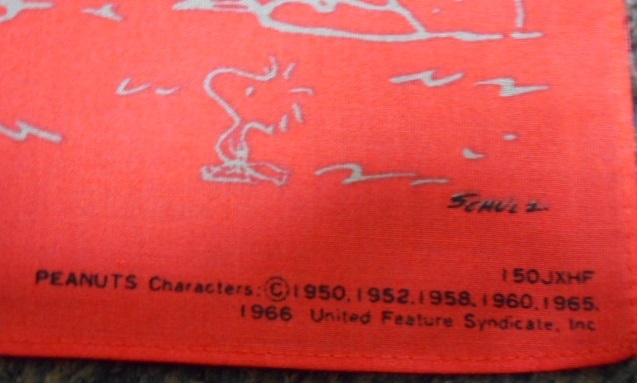 SCHULZ
150JXHF
PEANUTS Characters: © 1950, 1952, 1958, 1960, 1965,
1966 United Feature Syndicate, Inc